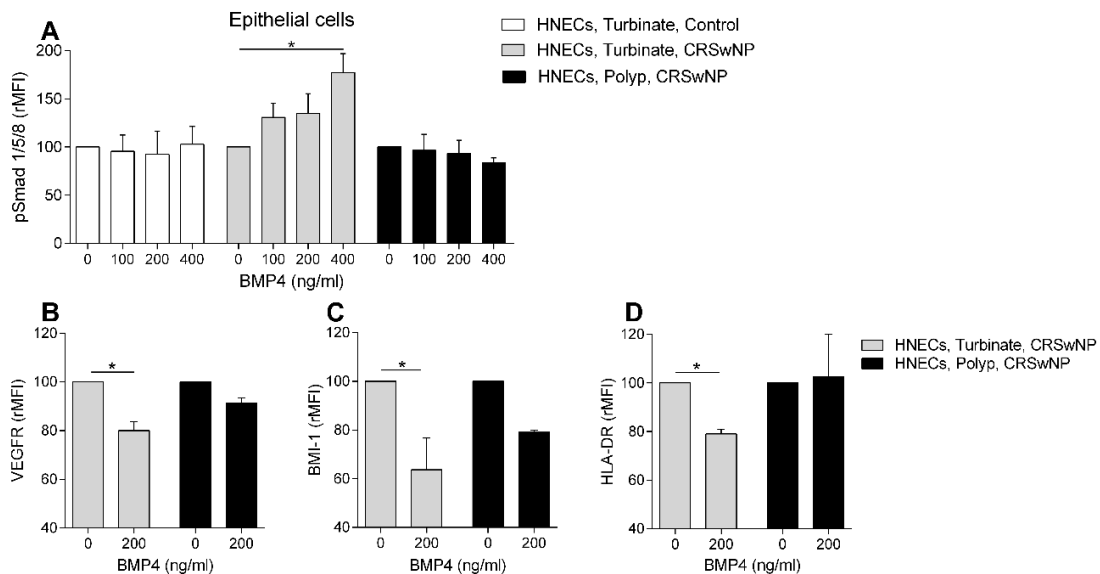 A
Epithelial cells
HNECs, Turbinate, Control
HNECs, Turbinate, CRSwNP
HNECs, Polyp, CRSwNP
pSmad 1/5/8 (rMFI)
200
150
100
50
0
*
0 100 200 400 0 100 200 400 0 100 200 400
BMP4 (ng/ml)
B
VEGFR (rMFI)
120
100
80
60
40
*
0 200 0 200
BMP4 (ng/ml)
C
BMI-1 (rMFI)
120
100
80
60
40
*
0 200 0 200
BMP4 (ng/ml)
D
HLA-DR (rMFI)
120
100
80
60
40
*
0 200 0 200
BMP4 (ng/ml)
HNECs, Turbinate, CRSwNP
HNECs, Polyp, CRSwNP